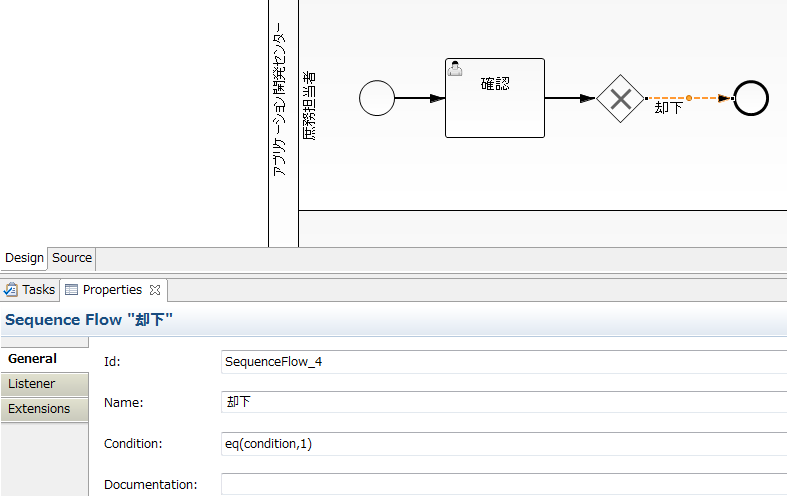 アプリケーション開発センター
庶務担当者
確認
却下
Design
Source
Tasks
Properties
Sequence Flow "却下"
General
Listener
Extensions
Id:
SequenceFlow_4
Name:
却下
Condition:
eq(condition,1)
Documentation: